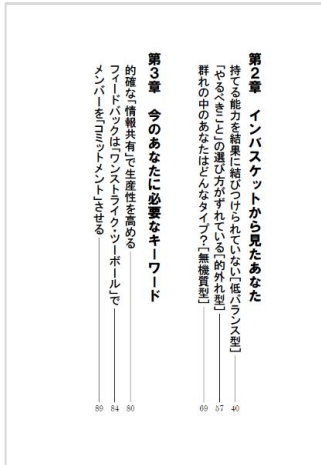 第2章　インバスケットから見たあなた
持てる能力を結果に結びつけられていない[低バランス型] 40
「やるべきこと」の選び方がずれている[的外れ型] 57
群れの中のあなたはどんなタイプ?[無機質型] 69
第3章　今のあなたに必要なキーワード
的確な「情報共有」で生産性を高める 80
フィードバックは「ワンストライク・ツーボール」で 84
メンバーを「コミットメント」させる 89